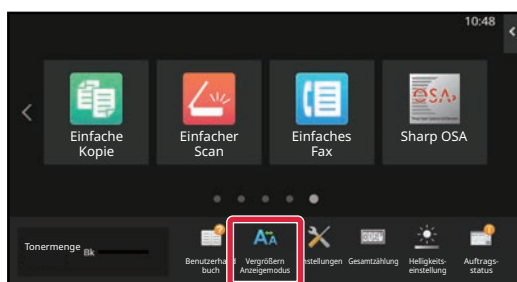 10:48
Einfache
Kopie
Einfacher
Scan
Einfaches
Fax
Sharp OSA
Tonermenge Bk
Benutzerhand
buch
Vergrößern
Anzeigemodus
nstellungen
Gesamtzählung
Helligkeits-
einstellung
Auftrags-
status